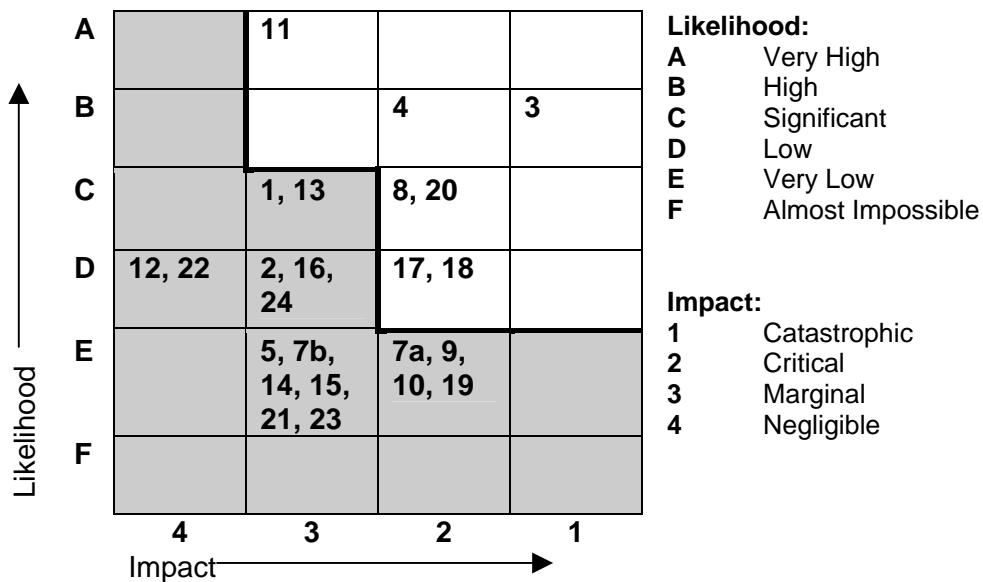 A
11
B
4
3
C
1, 13
8, 20
D
12, 22
2, 16,
24
17, 18
E
5, 7b,
14, 15,
21, 23
7a, 9,
10, 19
F
4
3
2
1
Likelihood
Impact
Likelihood:
A Very High
B High
C Significant
D Low
E Very Low
F Almost Impossible
Impact:
1 Catastrophic
2 Critical
3 Marginal
4 Negligible